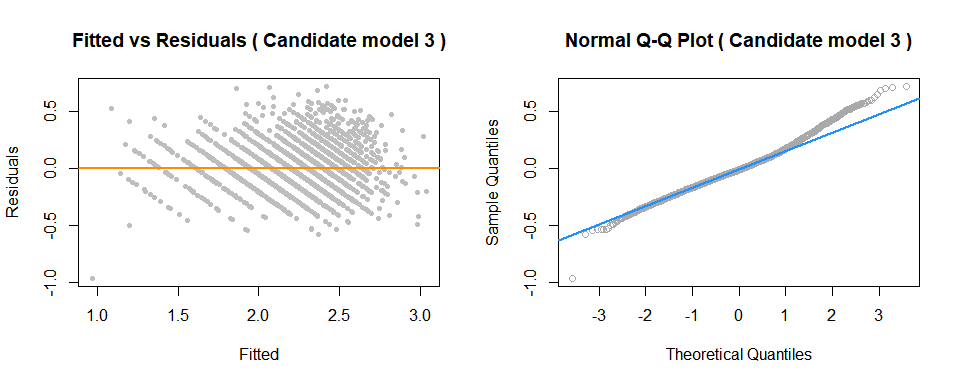 Fitted vs Residuals ( Candidate model 3 )
Residuals
0.5
0.0
-0.5
-1.0
1.0 1.5 2.0 2.5 3.0
Fitted
Normal Q-Q Plot ( Candidate model 3 )
Sample Quantiles
0.5
0.0
-0.5
-1.0
-3 -2 -1 0 1 2 3
Theoretical Quantiles